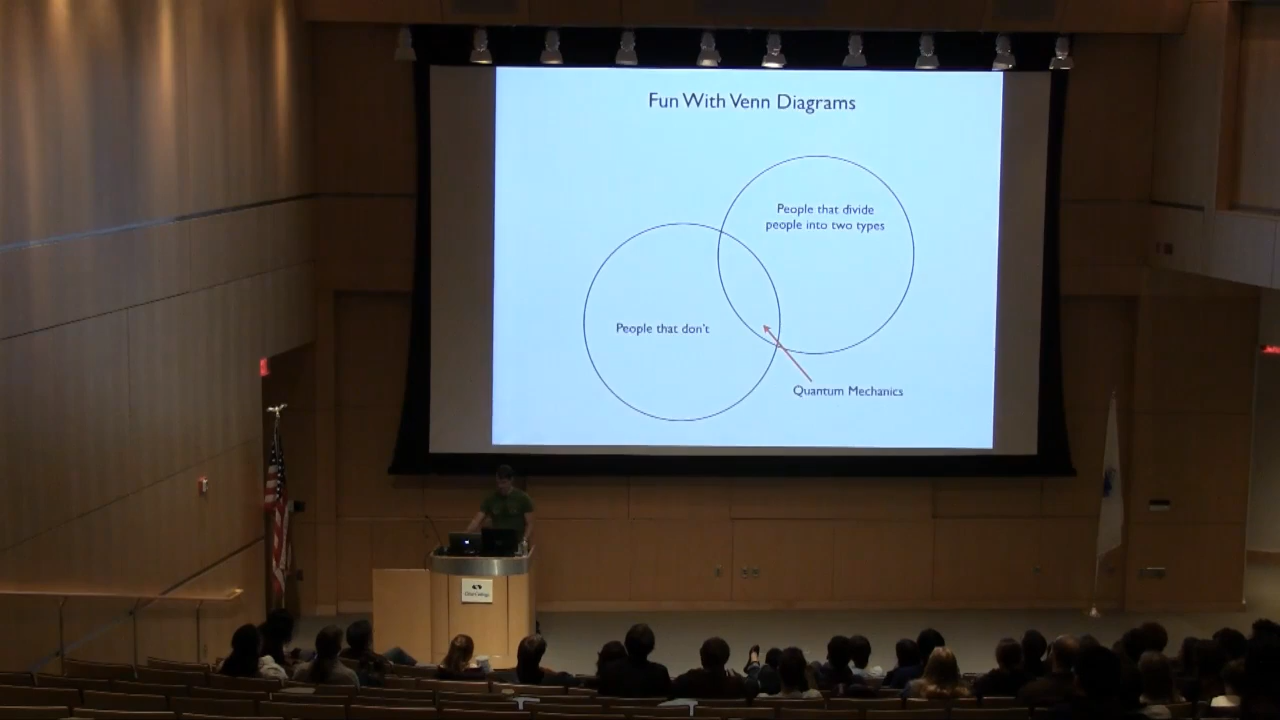 Fun With Venn Diagrams
People that divide
people into two types
People that don't
Quantum Mechanics